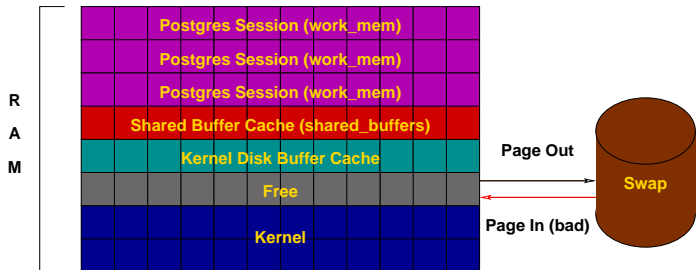 Postgres Session (work_mem)
Postgres Session (work_mem)
Postgres Session (work_mem)
Shared Buffer Cache (shared_buffers)
Kernel Disk Buffer Cache
Free
Kernel
R
A
M
Page Out
Swap
Page In (bad)